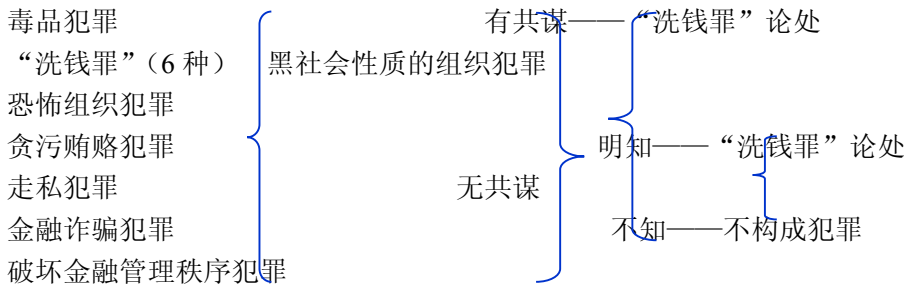 毒品犯罪 有共谋——“洗钱罪”论处
“洗钱罪”（6 种） 黑社会性质的组织犯罪
恐怖组织犯罪
贪污贿赂犯罪 明知——“洗钱罪”论处
走私犯罪 无共谋
金融诈骗犯罪 不知——不构成犯罪
破坏金融管理秩序犯罪